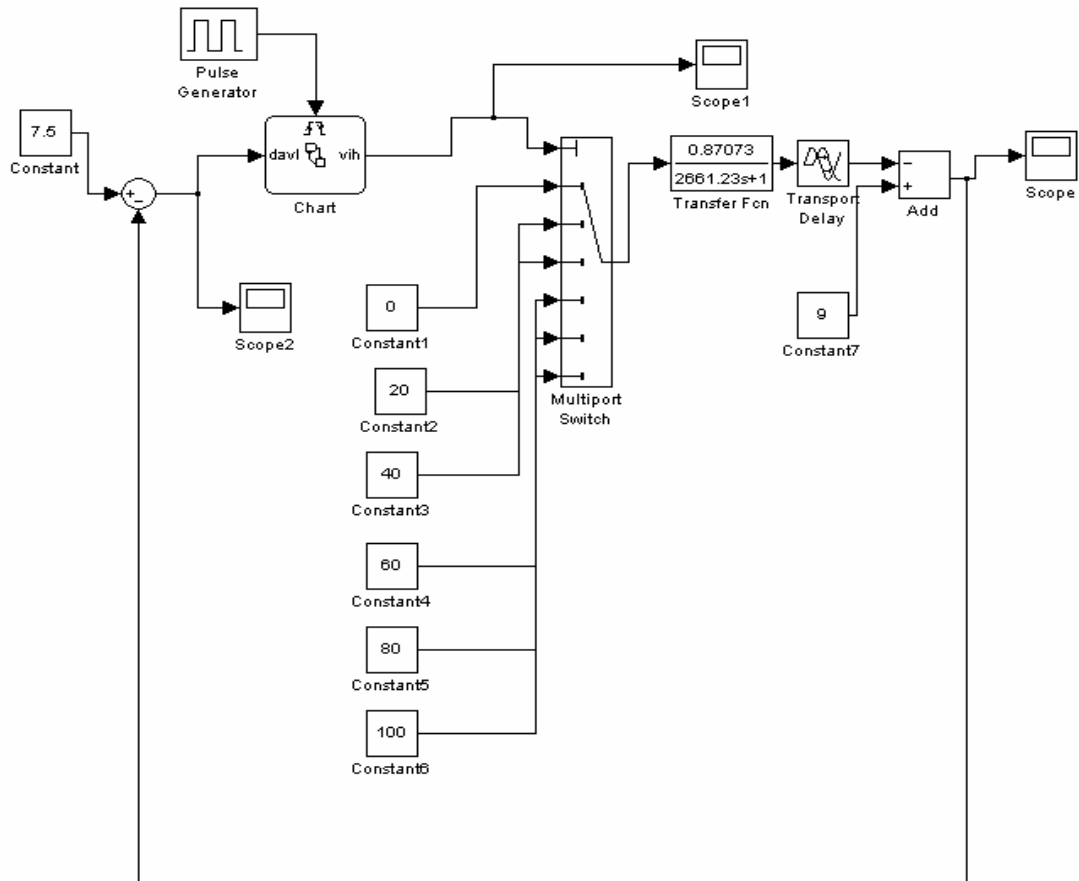 Pulse
Generator
Scope1
7.5
Constant
davl
vih
Chart
+
−
0.87073
2661.23s+1
Transfer Fcn
Transport
Delay
−
+
Add
Scope
Scope2
0
Constant1
9
Constant7
20
Constant2
Multiport
Switch
40
Constant3
60
Constant4
80
Constant5
100
Constant6